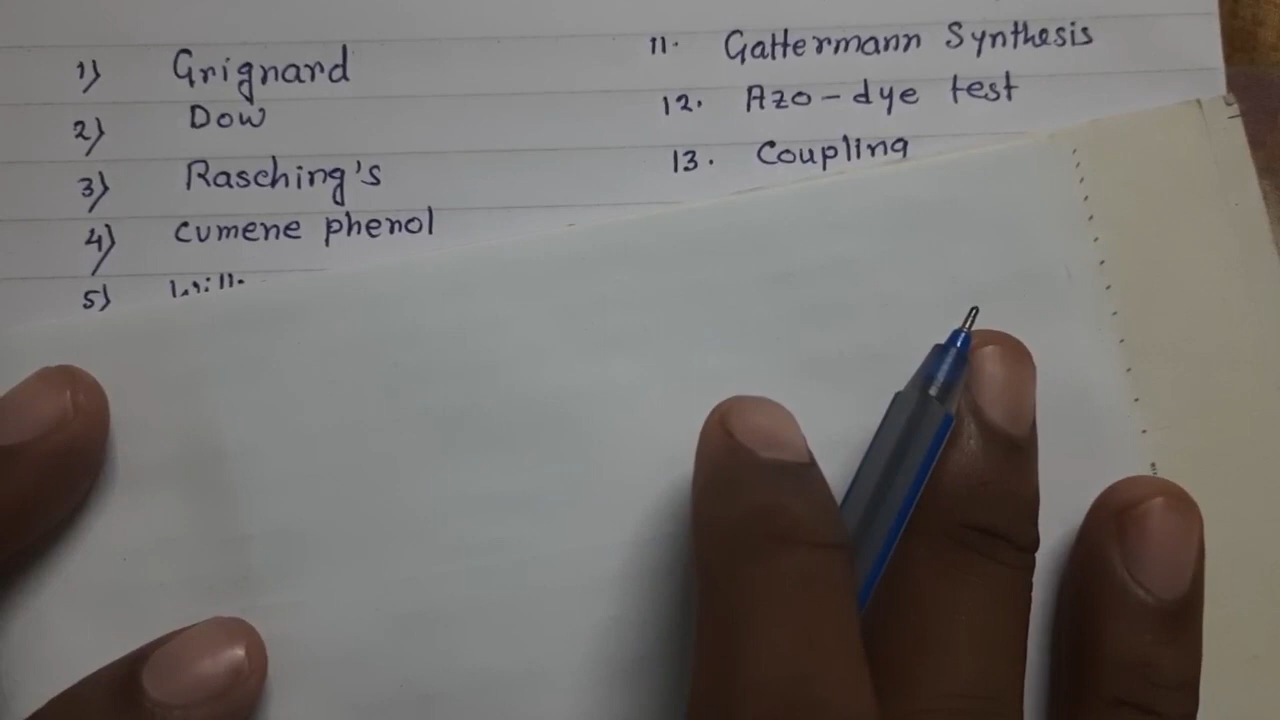 1) Grignard
2) Dow
3) Rasching's
4) Cumene phenol
5)
11. Gattermann Synthesis
12. Azo-dye test
13. Coupling